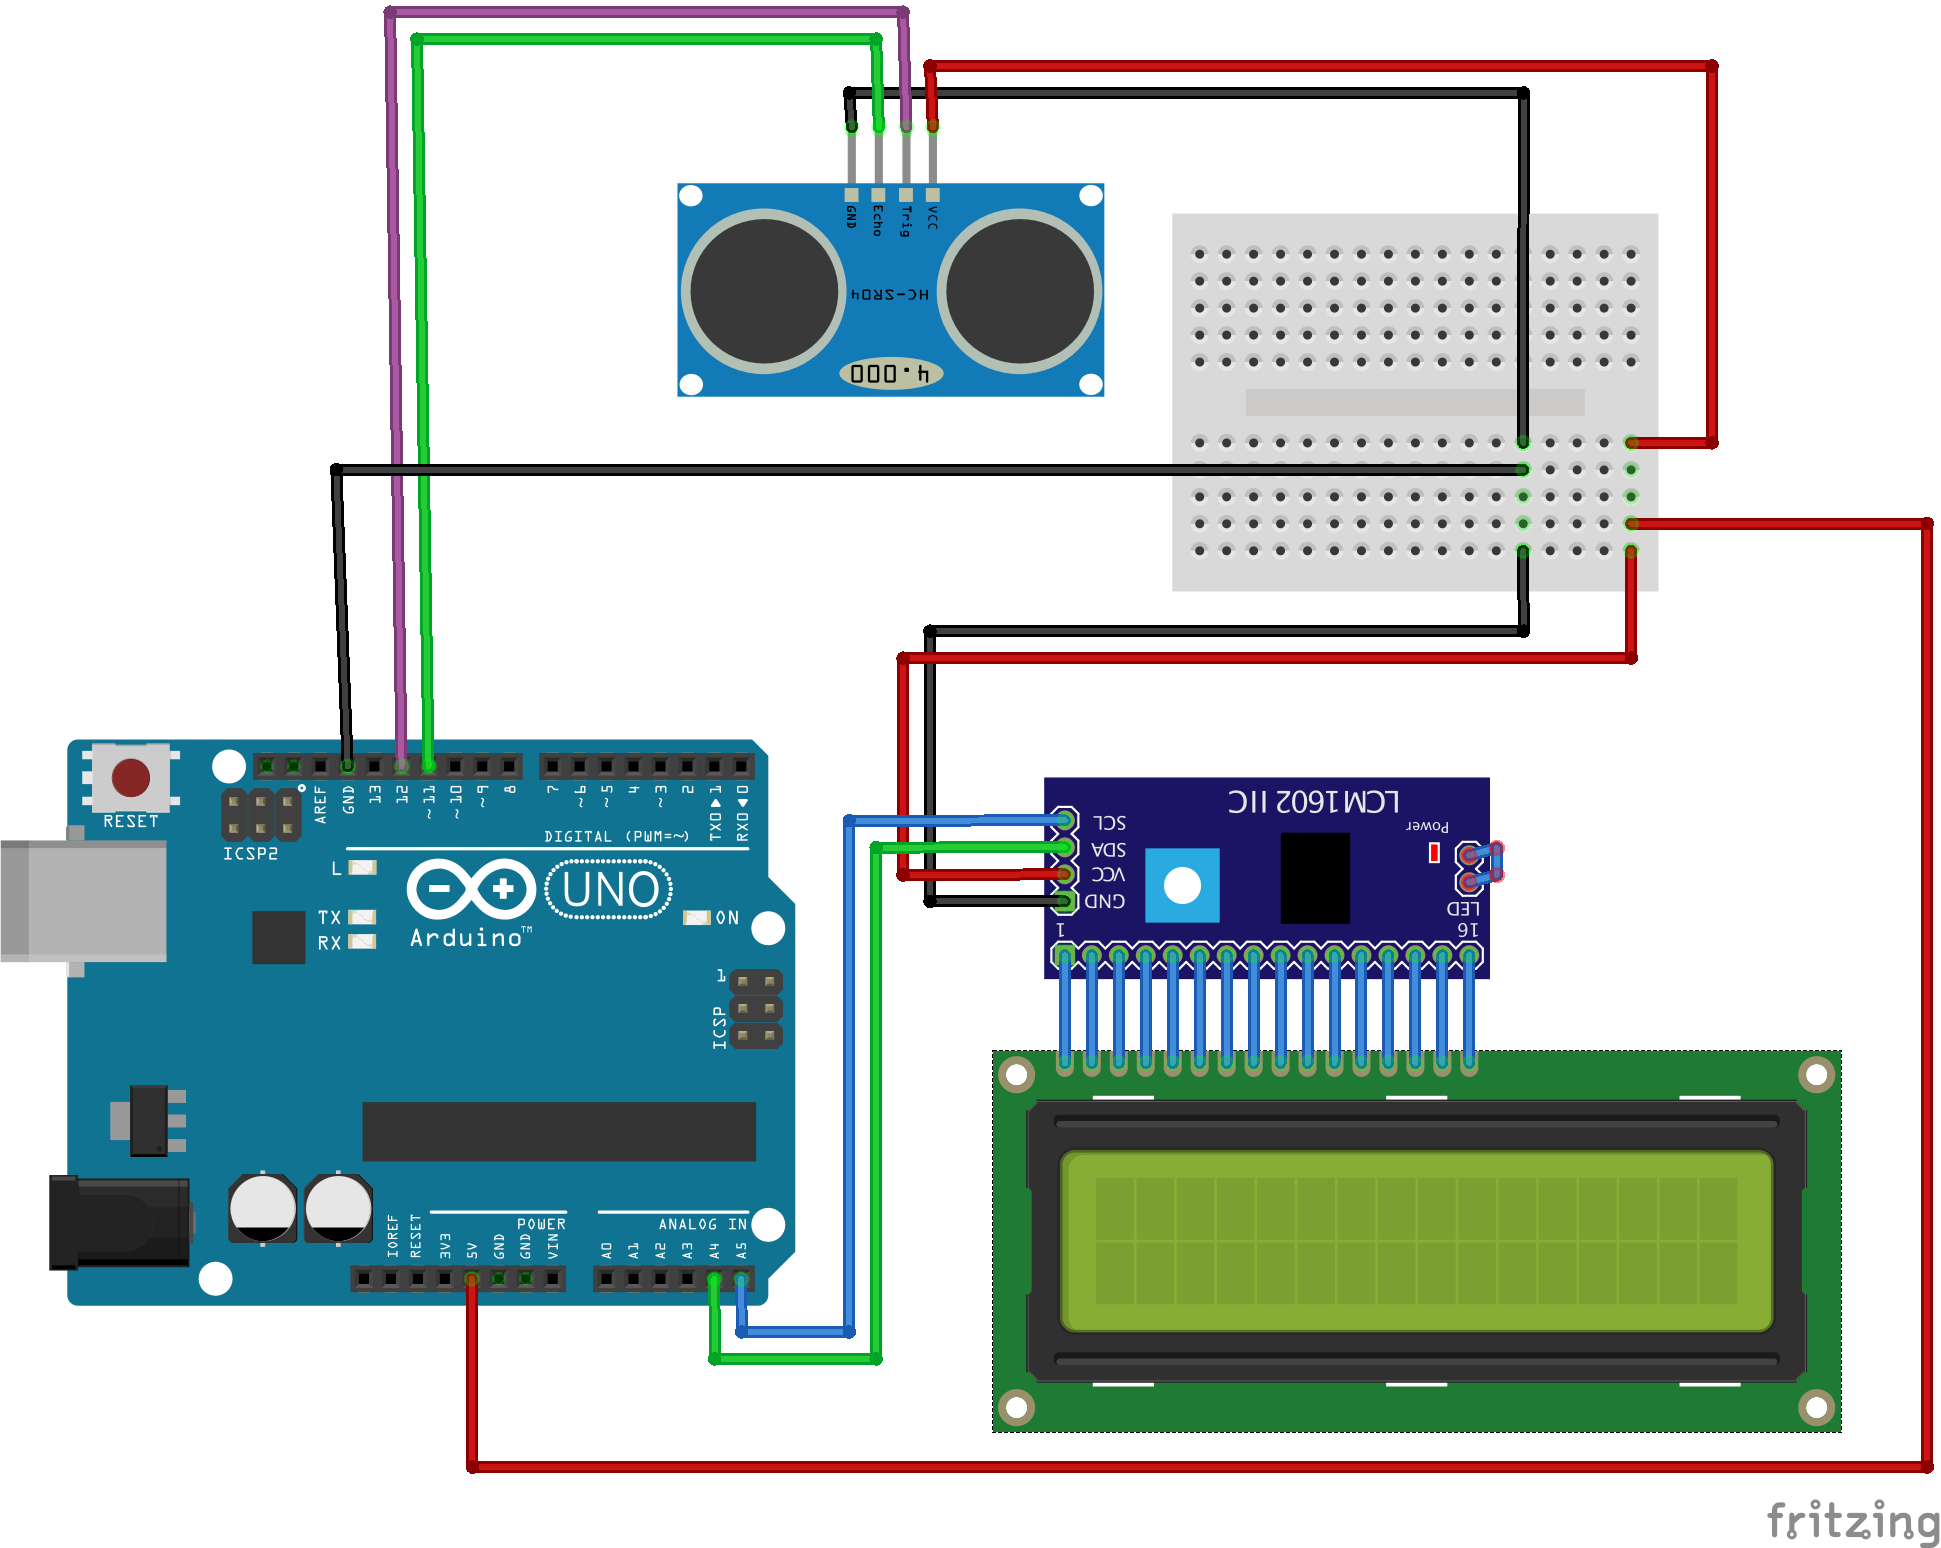 GND
Echo
Trig
VCC
HC-SR04
4.000
RESET
ICSP2
AREF
GND
13
12
~11
~10
~9
8
7
~6
~5
4
~3
2
TX0▶1
RX0◀0
DIGITAL (PWM=~)
L
TX
RX
UNO
Arduino™
ON
1
ICSP
IOREF
RESET
3V3
5V
GND
GND
VIN
POWER
ANALOG IN
A0
A1
A2
A3
A4
A5
LCM1602 IIC
SCL
SDA
VCC
GND
Power
LED
1
16
fritzing